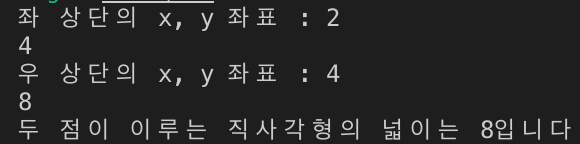 좌 상단의 x, y 좌표 : 2
4
우 상단의 x, y 좌표 : 4
8
두 점이 이루는 직사각형의 넓이는 8입니다